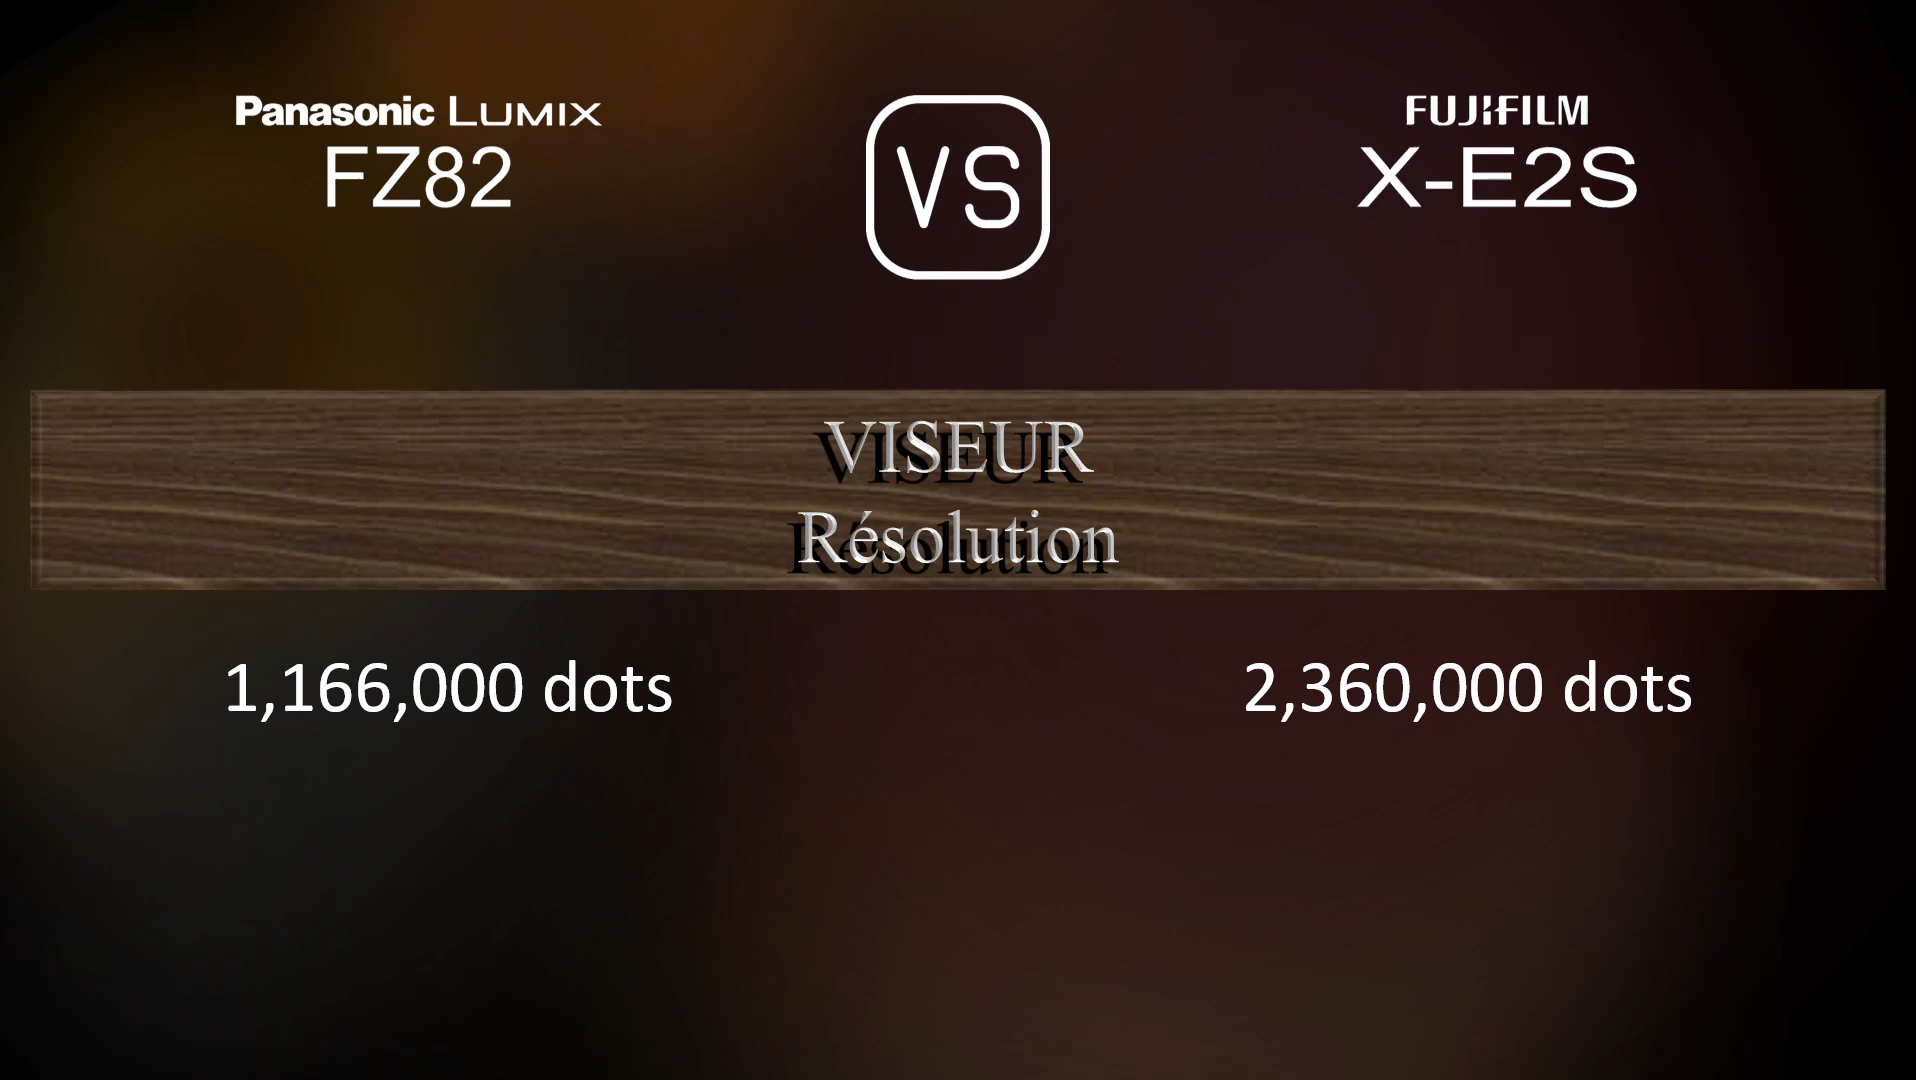 Panasonic LUMIX
FZ82
VS
FUJIFILM
X-E2S
VISEUR
Résolution
1,166,000 dots
2,360,000 dots